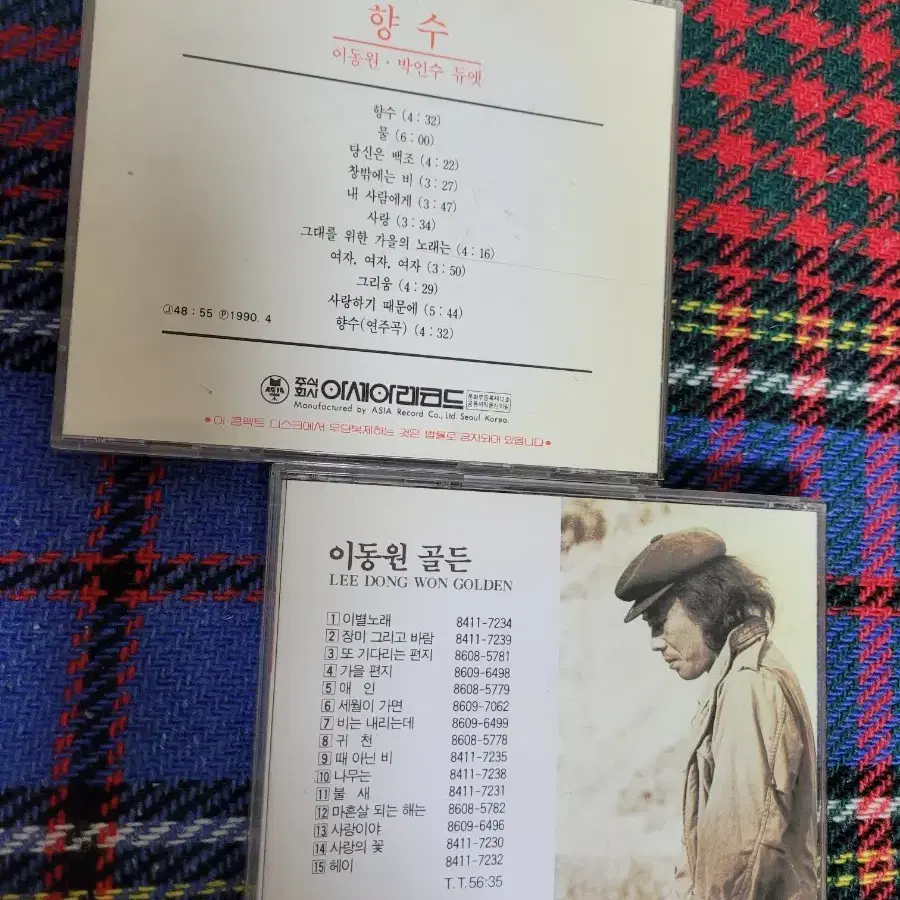 향수
이동원 · 박인수 듀엣
향수 (4 : 32)
물 (6 : 00)
당신은 백조 (4 : 22)
창밖에는 비 (3 : 27)
내 사람에게 (3 : 47)
사랑 (3 : 34)
그대를 위한 가을의 노래는 (4 : 16)
여자, 여자, 여자 (3 : 50)
그리움 (4 : 29)
사랑하기 때문에 (5 : 44)
향수(연주곡) (4 : 32)
Ⓙ48 : 55 Ⓟ1990. 4
ASIA
주식회사 아세아레코드
Manufactured by ASIA Record Co., Ltd. Seoul Korea.
• 이 콤팩트 디스크에서 무단복제하는 것은 법률로 금지되어 있읍니다 •
이동원 골든
LEE DONG WON GOLDEN
1 이별노래 8411-7234
2 장미 그리고 바람 8411-7239
3 또 기다리는 편지 8608-5781
4 가을 편지 8609-6498
5 애 인 8608-5779
6 세월이 가면 8609-7062
7 비는 내리는데 8609-6499
8 귀 천 8608-5778
9 때 아닌 비 8411-7235
10 나무는 8411-7238
11 불 새 8411-7231
12 마흔살 되는 해는 8608-5782
13 사랑이야 8609-6496
14 사랑의 꽃 8411-7230
15 헤이 8411-7232
T.T.56:35